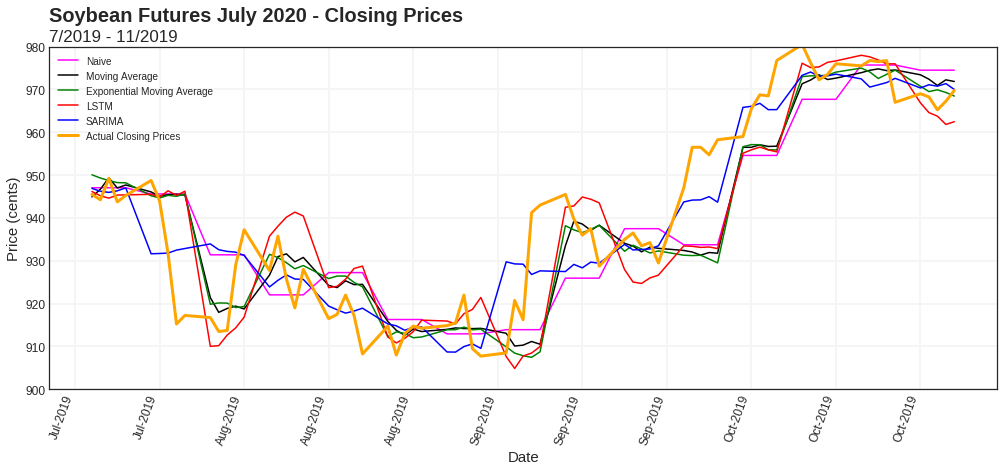 Soybean Futures July 2020 - Closing Prices
7/2019 - 11/2019
Naive
Moving Average
Exponential Moving Average
LSTM
SARIMA
Actual Closing Prices
Price (cents)
980
970
960
950
940
930
920
910
900
Jul-2019
Jul-2019
Aug-2019
Aug-2019
Aug-2019
Sep-2019
Sep-2019
Sep-2019
Oct-2019
Oct-2019
Oct-2019
Date